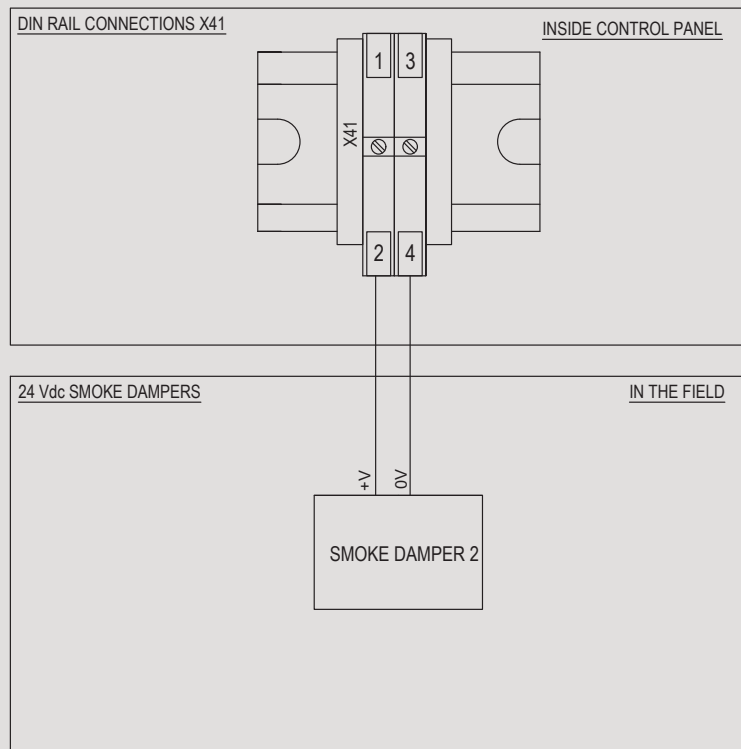 DIN RAIL CONNECTIONS X41
INSIDE CONTROL PANEL
1 3
X41
2 4
24 Vdc SMOKE DAMPERS
IN THE FIELD
+V 0V
SMOKE DAMPER 2